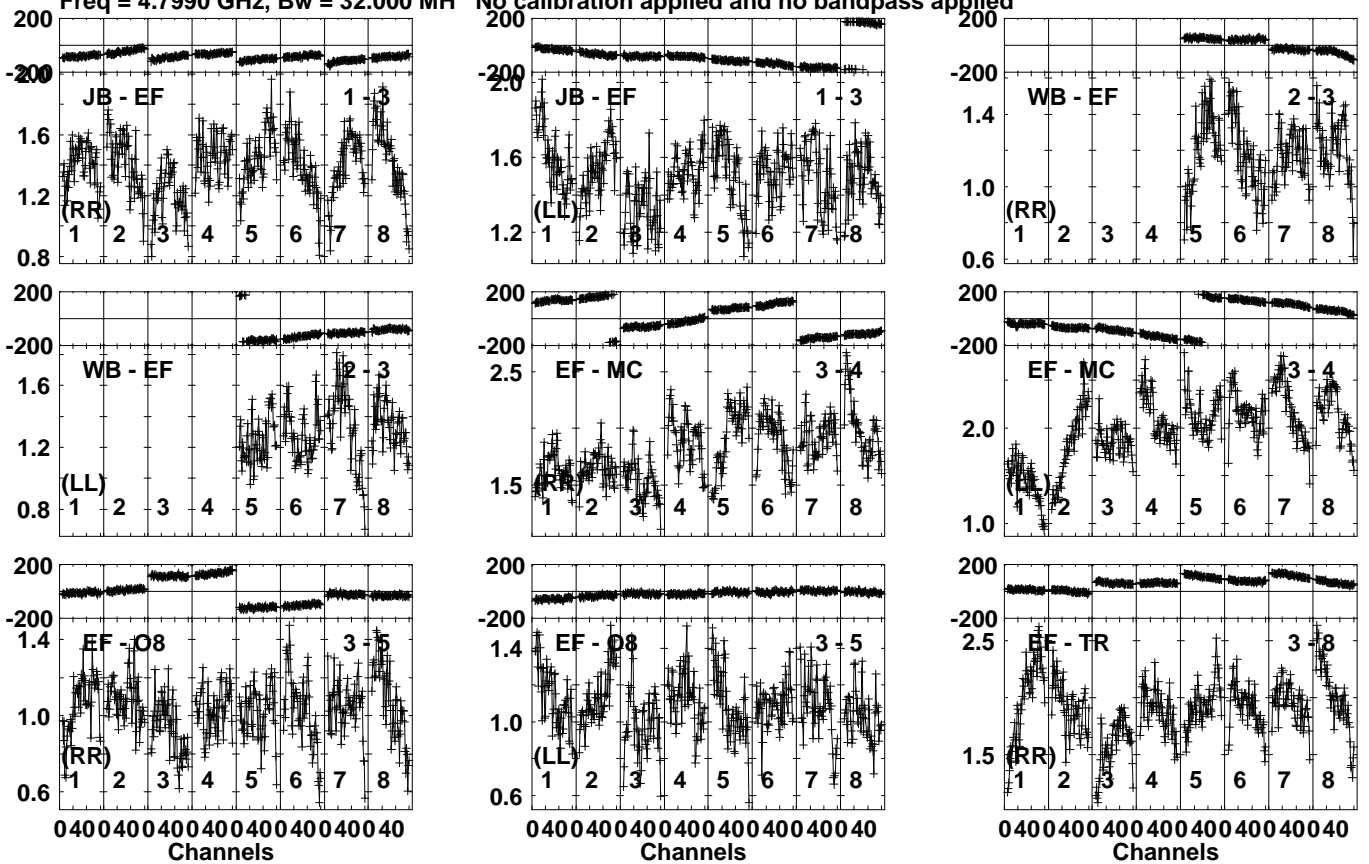 Freq = 4.7990 GHz, Bw = 32.000 MH No calibration applied and no bandpass applied
200 200 200
-200 -200 -200
2.0 JB - EF 1 - 3 2.0 JB - EF 1 - 3 WB - EF 2 - 3
1.6 1.6 1.4
1.2 1.0
(RR) (LL) (RR)
1 2 3 4 5 6 7 8 1.2 1 2 3 4 5 6 7 8 1 2 3 4 5 6 7 8
0.8 0.6
200 200 200
-200 -200 -200
WB - EF 2 - 3 2.5 EF - MC 3 - 4 EF - MC 3 - 4
1.6
1.2 2.0
(LL) 1.5 (RR) (LL)
0.8 1 2 3 4 5 6 7 8 1 2 3 4 5 6 7 8 1.0 1 2 3 4 5 6 7 8
200 200 200
-200 -200 -200
1.4 EF - O8 3 - 5 1.4 EF - O8 3 - 5 2.5 EF - TR 3 - 8
1.0 1.0
(RR) (LL) 1.5 (RR)
1 2 3 4 5 6 7 8 1 2 3 4 5 6 7 8 1 2 3 4 5 6 7 8
0.6 0.6
0 40 0 40 0 40 0 40 0 40 0 40 0 40 0 40 0 40 0 40 0 40 0 40 0 40 0 40 0 40 0 40 0 40 0 40 0 40 0 40 0 40 0 40 0 40 0 40
Channels Channels Channels